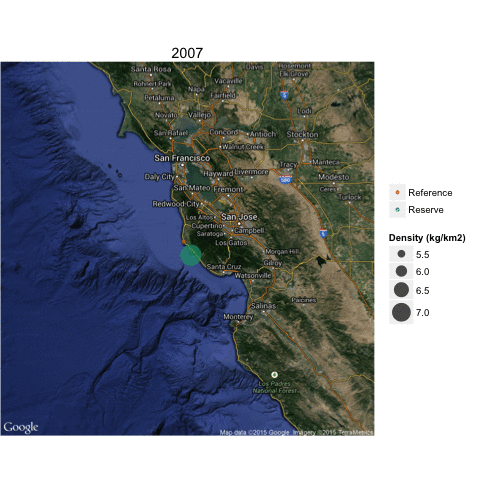 2007
Santa Rosa
Rohnert Park
Petaluma
Napa
Davis
Rosemont
Elk Grove
Vacaville
Fairfield
Novato
Vallejo
Lodi
San Rafael
Concord
Antioch
Stockton
Walnut Creek
San Francisco
Daly City
Hayward
Livermore
Tracy
Manteca
580
Modesto
San Mateo
Fremont
Ceres
Turlock
Redwood City
Los Altos
San Jose
Cupertino
Campbell
Saratoga
Los Gatos
5
Morgan Hill
Gilroy
Santa Cruz
Watsonville
Salinas
Paicines
Monterey
Los Padres
National Forest
Google
Map data ©2015 Google Imagery ©2015 TerraMetrics
Reference
Reserve
Density (kg/km2)
5.5
6.0
6.5
7.0